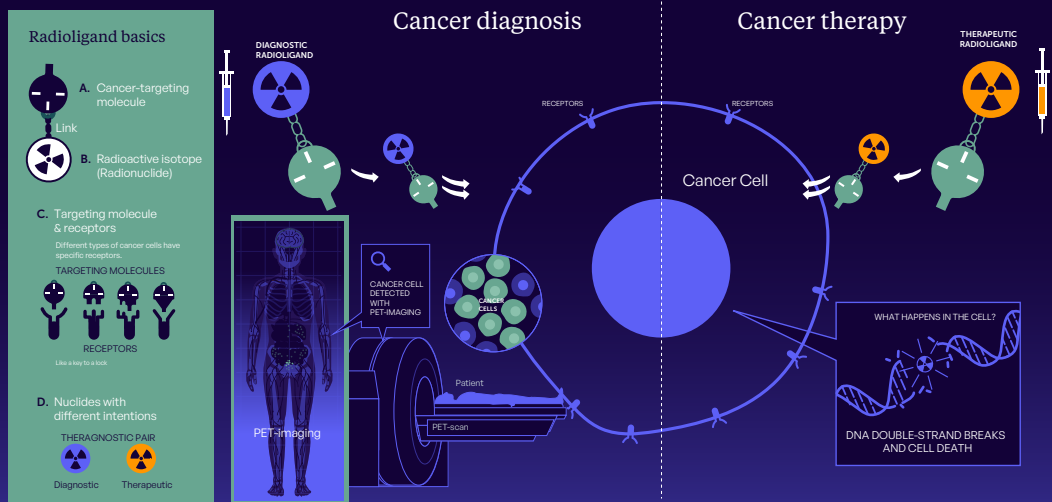 Radioligand basics
A. Cancer-targeting
molecule
Link
B. Radioactive isotope
(Radionuclide)
C. Targeting molecule
& receptors
Different types of cancer cells have
specific receptors.
TARGETING MOLECULES
RECEPTORS
Like a key to a lock
D. Nuclides with
different intentions
THERAGNOSTIC PAIR
Diagnostic Therapeutic
Cancer diagnosis
DIAGNOSTIC
RADIOLIGAND
RECEPTORS
CANCER CELL
DETECTED
WITH
PET-IMAGING
CANCER
CELLS
Patient
PET-scan
PET-imaging
Cancer therapy
THERAPEUTIC
RADIOLIGAND
RECEPTORS
Cancer Cell
WHAT HAPPENS IN THE CELL?
DNA DOUBLE-STRAND BREAKS
AND CELL DEATH